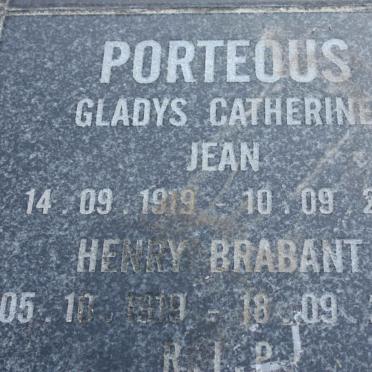 PORTEOUS
GLADYS CATHERINE
JEAN
14.09.1919 - 10.09
HENRY BRABANT
05.10.1919 - 18.09
R.I.P.